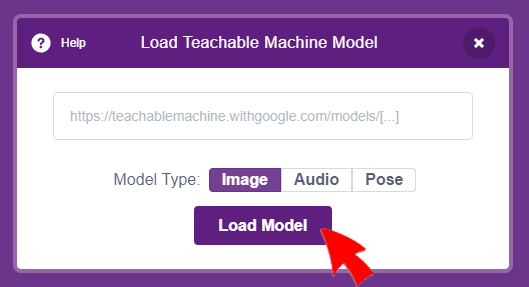 Help
Load Teachable Machine Model
https://teachablemachine.withgoogle.com/models/[...]
Model Type: Image Audio Pose
Load Model